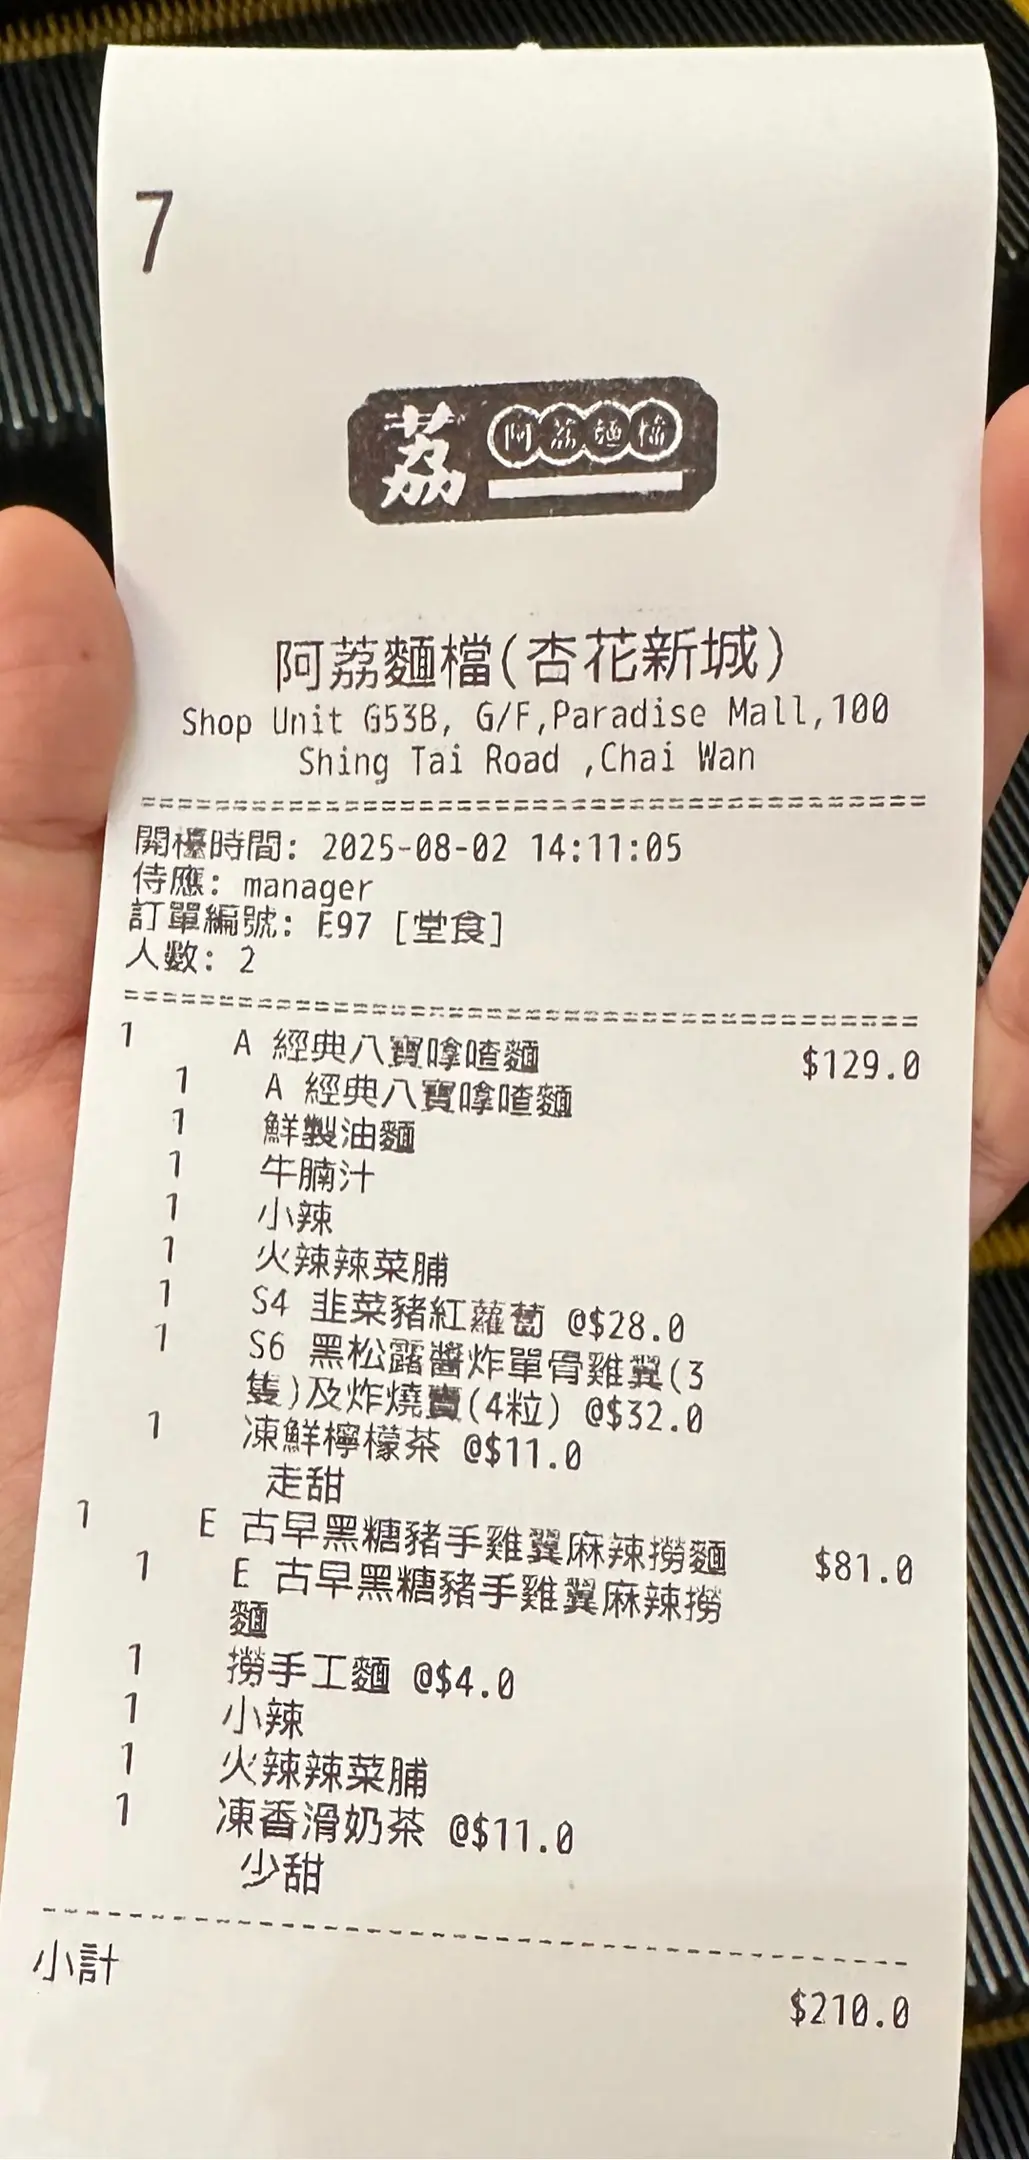 7
荔 阿荔麵檔
阿荔麵檔(杏花新城)
Shop Unit G53B, G/F,Paradise Mall,100
Shing Tai Road ,Chai Wan
開檯時間: 2025-08-02 14:11:05
侍應: manager
訂單編號: E97 [堂食]
人數: 2
1 A 經典八寶嗱喳麵 $129.0
1 A 經典八寶嗱喳麵
1 鮮製油麵
1 牛腩汁
1 小辣
1 火辣辣菜脯
1 S4 韭菜豬紅蘿蔔 @$28.0
1 S6 黑松露醬炸單骨雞翼(3
隻)及炸燒賣(4粒) @$32.0
1 凍鮮檸檬茶 @$11.0
走甜
1 E 古早黑糖豬手雞翼麻辣撈麵 $81.0
1 E 古早黑糖豬手雞翼麻辣撈
麵
1 撈手工麵 @$4.0
1 小辣
1 火辣辣菜脯
1 凍香滑奶茶 @$11.0
少甜
小計
$210.0